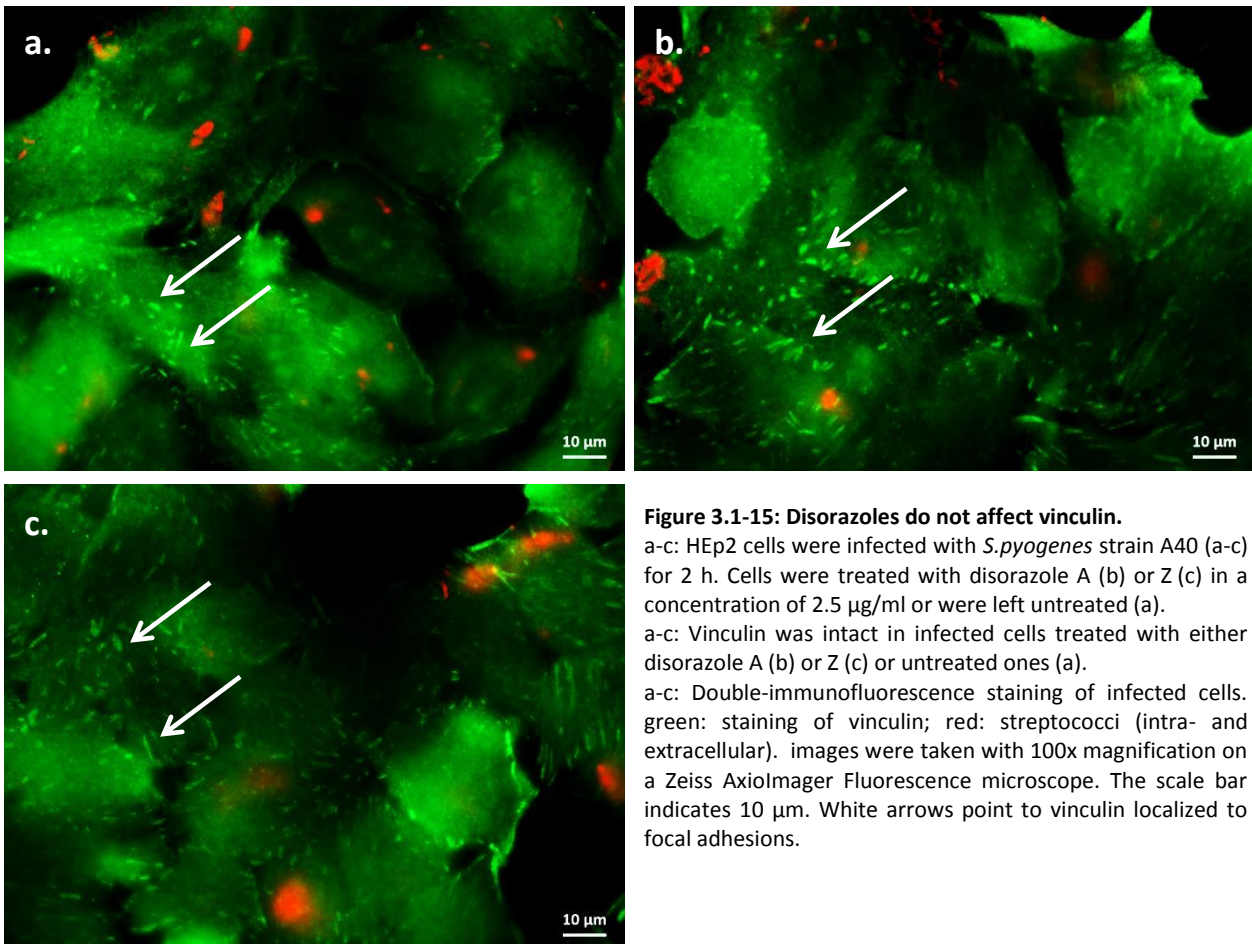 a.
10 µm
b.
10 µm
c.
10 µm
Figure 3.1-15: Disorazoles do not affect vinculin.
a-c: HEp2 cells were infected with S.pyogenes strain A40 (a-c)
for 2 h. Cells were treated with disorazole A (b) or Z (c) in a
concentration of 2.5 µg/ml or were left untreated (a).
a-c: Vinculin was intact in infected cells treated with either
disorazole A (b) or Z (c) or untreated ones (a).
a-c: Double-immunofluorescence staining of infected cells.
green: staining of vinculin; red: streptococci (intra- and
extracellular). images were taken with 100x magnification on
a Zeiss AxioImager Fluorescence microscope. The scale bar
indicates 10 µm. White arrows point to vinculin localized to
focal adhesions.